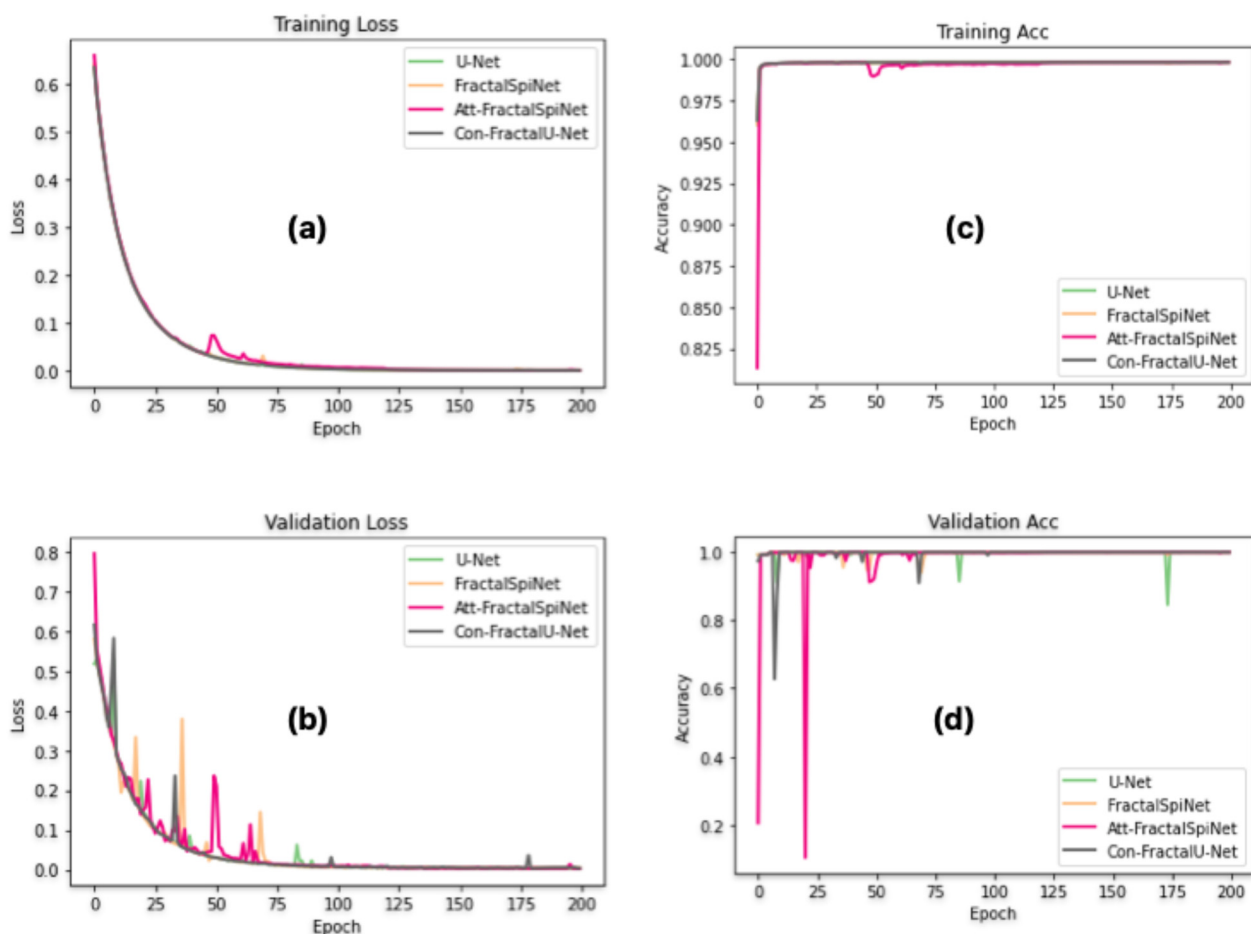 Training Loss
0.6
0.5
0.4
0.3
0.2
0.1
0.0
Loss
U-Net
FractalSpiNet
Att-FractalSpiNet
Con-FractalU-Net
(a)
0 25 50 75 100 125 150 175 200
Epoch
Training Acc
1.000
0.975
0.950
0.925
0.900
0.875
0.850
0.825
Accuracy
(c)
U-Net
FractalSpiNet
Att-FractalSpiNet
Con-FractalU-Net
0 25 50 75 100 125 150 175 200
Epoch
Validation Loss
0.8
0.7
0.6
0.5
0.4
0.3
0.2
0.1
0.0
Loss
U-Net
FractalSpiNet
Att-FractalSpiNet
Con-FractalU-Net
(b)
0 25 50 75 100 125 150 175 200
Epoch
Validation Acc
1.0
0.8
0.6
0.4
0.2
Accuracy
(d)
U-Net
FractalSpiNet
Att-FractalSpiNet
Con-FractalU-Net
0 25 50 75 100 125 150 175 200
Epoch